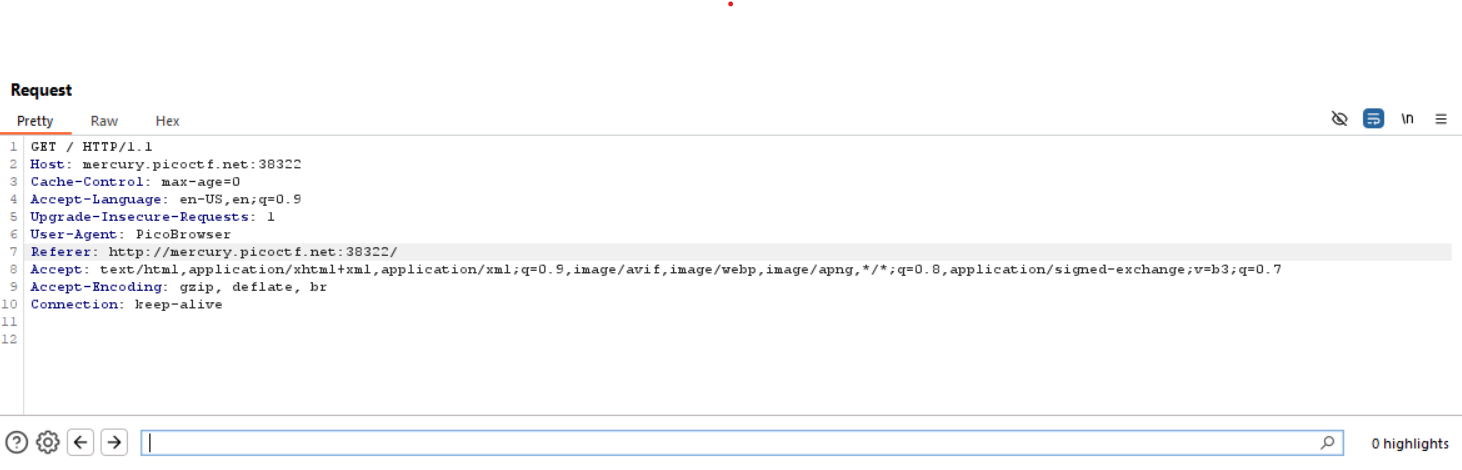 Request
Pretty Raw Hex
\n
1 GET / HTTP/1.1
2 Host: mercury.picoctf.net:38322
3 Cache-Control: max-age=0
4 Accept-Language: en-US,en;q=0.9
5 Upgrade-Insecure-Requests: 1
6 User-Agent: PicoBrowser
7 Referer: http://mercury.picoctf.net:38322/
8 Accept: text/html,application/xhtml+xml,application/xml;q=0.9,image/avif,image/webp,image/apng,*/*;q=0.8,application/signed-exchange;v=b3;q=0.7
9 Accept-Encoding: gzip, deflate, br
10 Connection: keep-alive
11
12
0 highlights